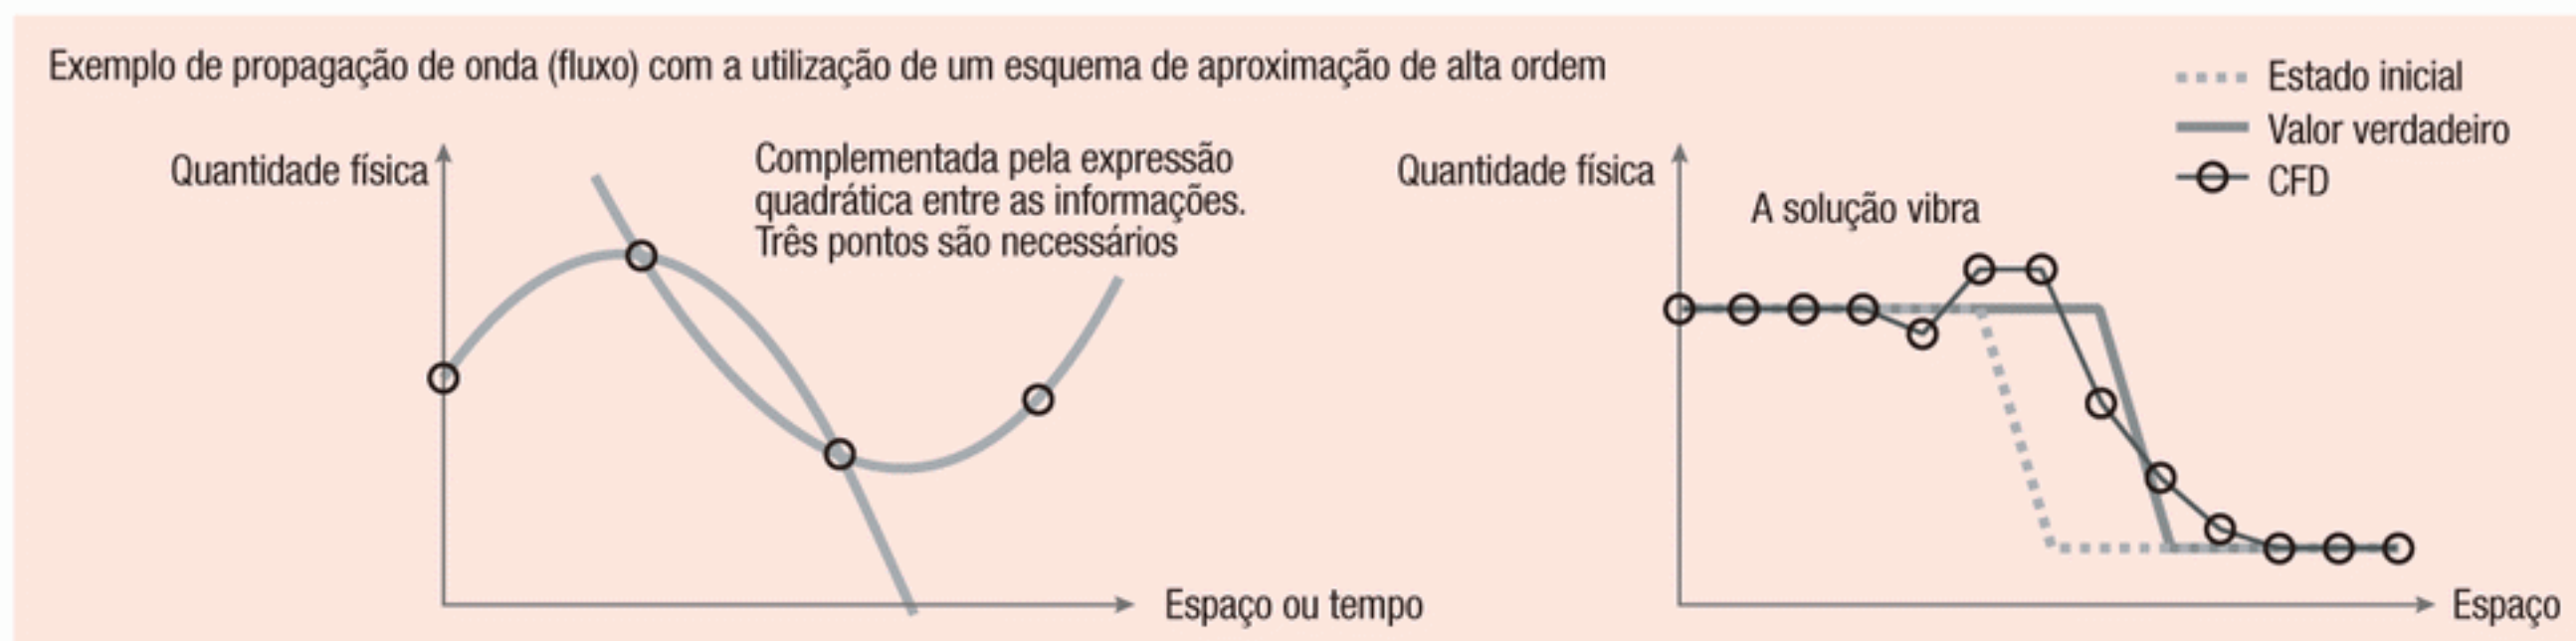 Exemplo de propagação de onda (fluxo) com a utilização de um esquema de aproximação de alta ordem
Quantidade física
Complementada pela expressão
quadrática entre as informações.
Três pontos são necessários
Espaço ou tempo
Estado inicial
Valor verdadeiro
CFD
Quantidade física
A solução vibra
Espaço